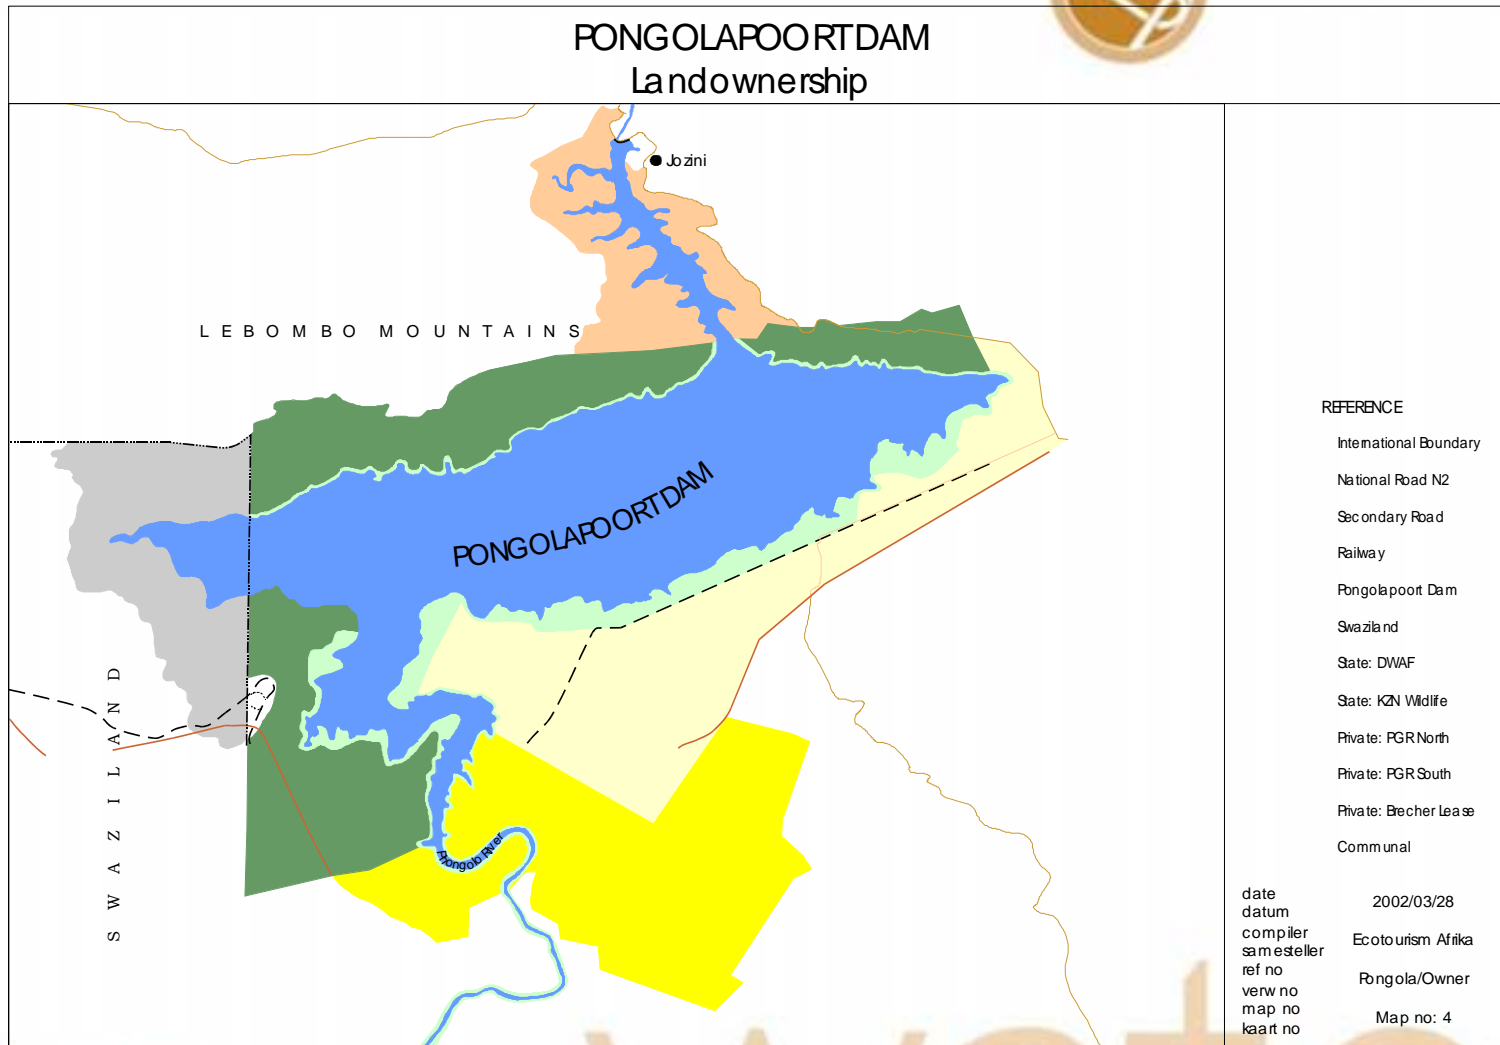 PONGOLAPOORT DAM
Landownership
Jozini
LEBOMBO MOUNTAINS
PONGOLAPOORT DAM
SWAZILAND
Phongolo River
REFERENCE
International Boundary
National Road N2
Secondary Road
Railway
Pongolapoort Dam
Swaziland
State: DWAF
State: KZN Wildlife
Private: PGR North
Private: PGR South
Private: Brecher Lease
Communal
date
datum
2002/03/28
compiler
samesteller
Ecotourism Afrika
ref no
verw no
Pongola/Owner
map no
kaart no
Map no: 4